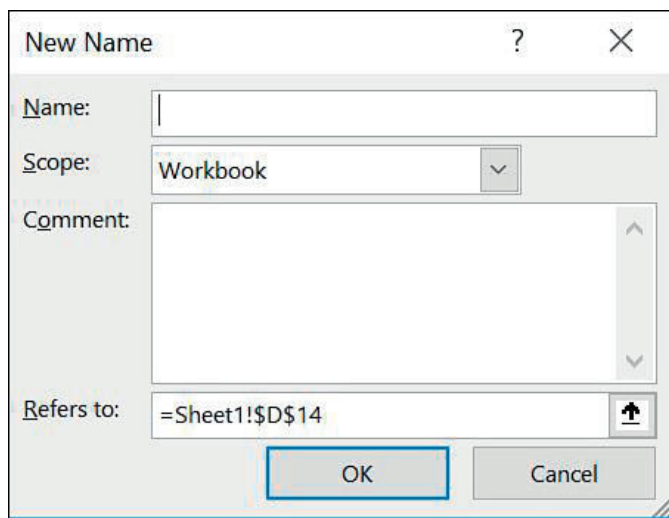 New Name ?
Name:
Scope: Workbook
Comment:
Refers to: =Sheet1!$D$14
OK Cancel